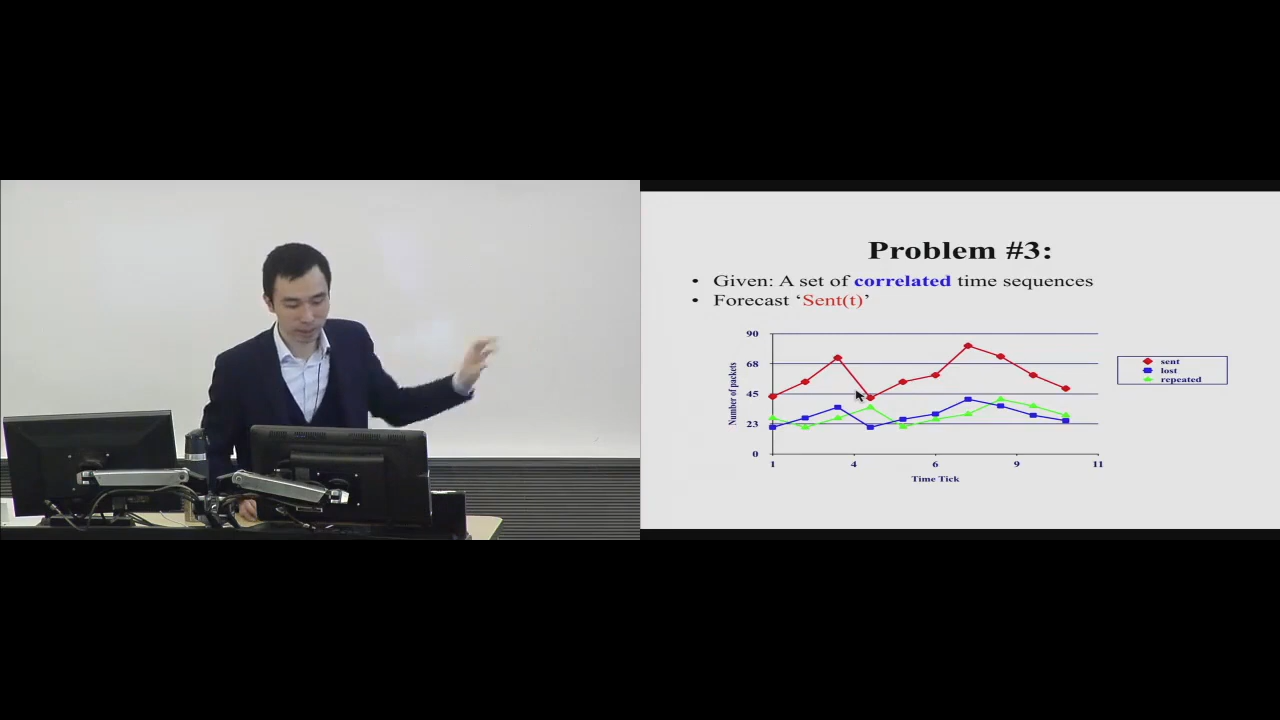 Problem #3:
• Given: A set of correlated time sequences
• Forecast ‘Sent(t)’
90
68
45
23
0
Number of packets
1 4 6 9 11
Time Tick
sent
lost
repeated